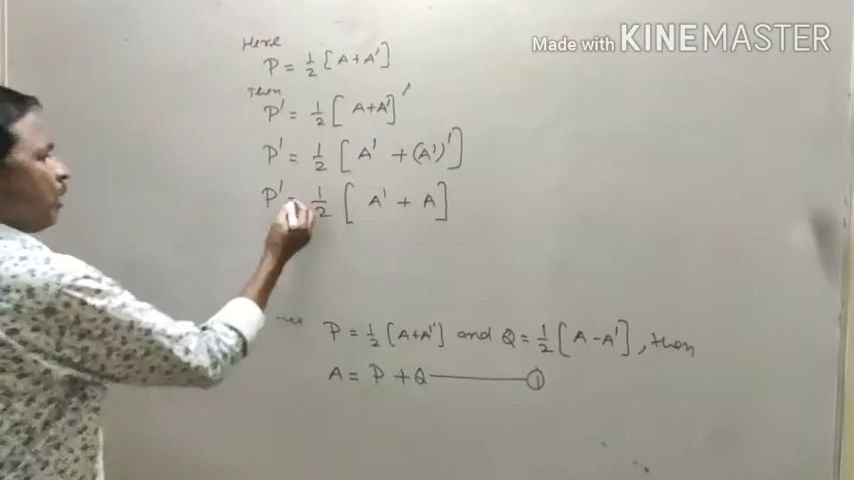 Here
Made with KINEMASTER
P = 1/2 [A+A']
Then
P' = 1/2 [A+A']'
P' = 1/2 [A' + (A')']
P' = 1/2 [A' + A]
P = 1/2 [A+A'] and Q = 1/2 [A-A'], then
A = P + Q ——— ①